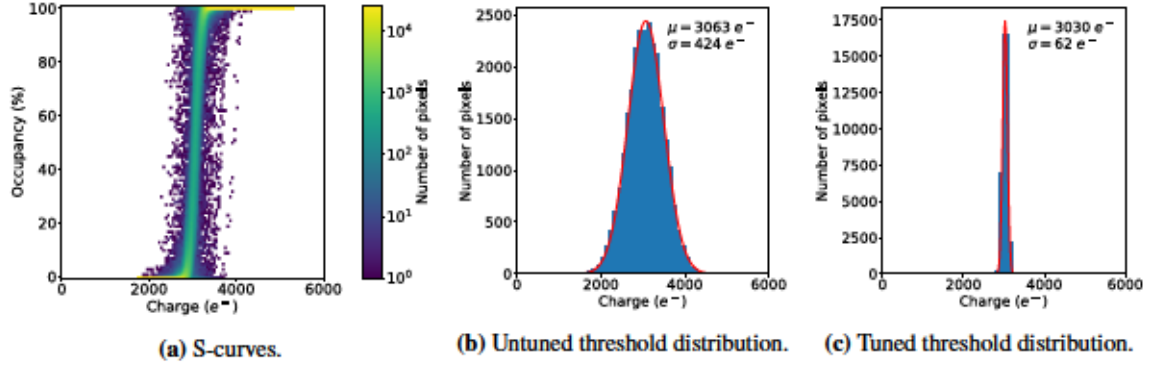 100
80
60
40
20
0
Occupancy (%)
0 2000 4000 6000
Charge (e⁻)
10⁴
10³
10²
10¹
10⁰
Number of pixels
(a) S-curves.
2500
2000
1500
1000
500
0
Number of pixels
μ = 3063 e⁻
σ = 424 e⁻
2000 4000 6000
Charge (e⁻)
(b) Untuned threshold distribution.
17500
15000
12500
10000
7500
5000
2500
0
Number of pixels
μ = 3030 e⁻
σ = 62 e⁻
0 2000 4000 6000
Charge (e⁻)
(c) Tuned threshold distribution.